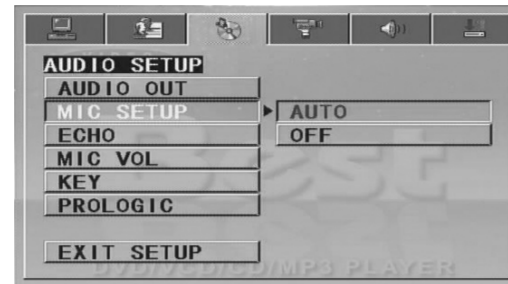 AUDIO SETUP
AUDIO OUT
MIC SETUP
AUTO
ECHO
OFF
MIC VOL
KEY
PROLOGIC
EXIT SETUP
Best
DVD/VCD/CD/MP3 PLAYER